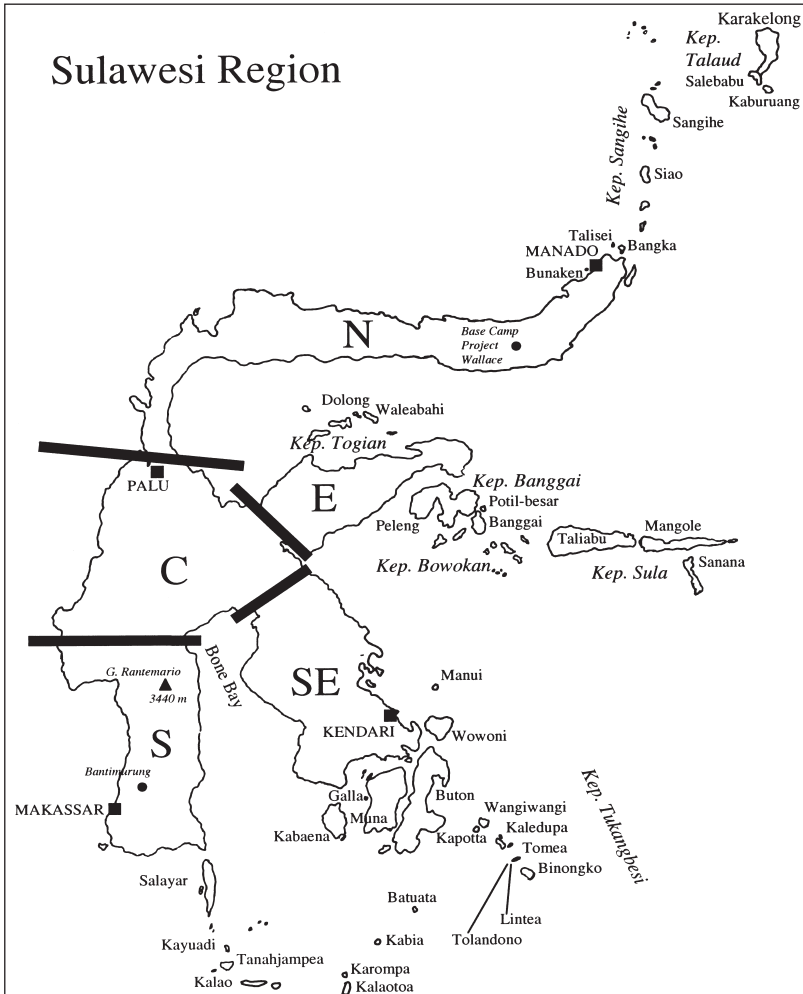 Sulawesi Region
Karakelong
Kep.
Talaud
Salebabu
Kaburuang
Sangihe
Kep. Sangihe
Siao
Talisei
MANADO
Bangka
Bunaken
N
Base Camp
Project
Wallace
Dolong
Waleabahi
Kep. Togian
E
PALU
Kep. Banggai
Potil-besar
Peleng
Banggai
Taliabu
Mangole
Kep. Bowokan
Kep. Sula
Sanana
C
Bone Bay
G. Rantemario
3440 m
SE
Manui
KENDARI
Wowoni
S
Bantimurung
MAKASSAR
Galla
Muna
Buton
Kabaena
Wangiwangi
Kapotta
Kaledupa
Tomea
Binongko
Kep. Tukangbesi
Salayar
Batuata
Lintea
Tolandono
Kayuadi
Kabia
Tanahjampea
Kalao
Karompa
Kalaotoa